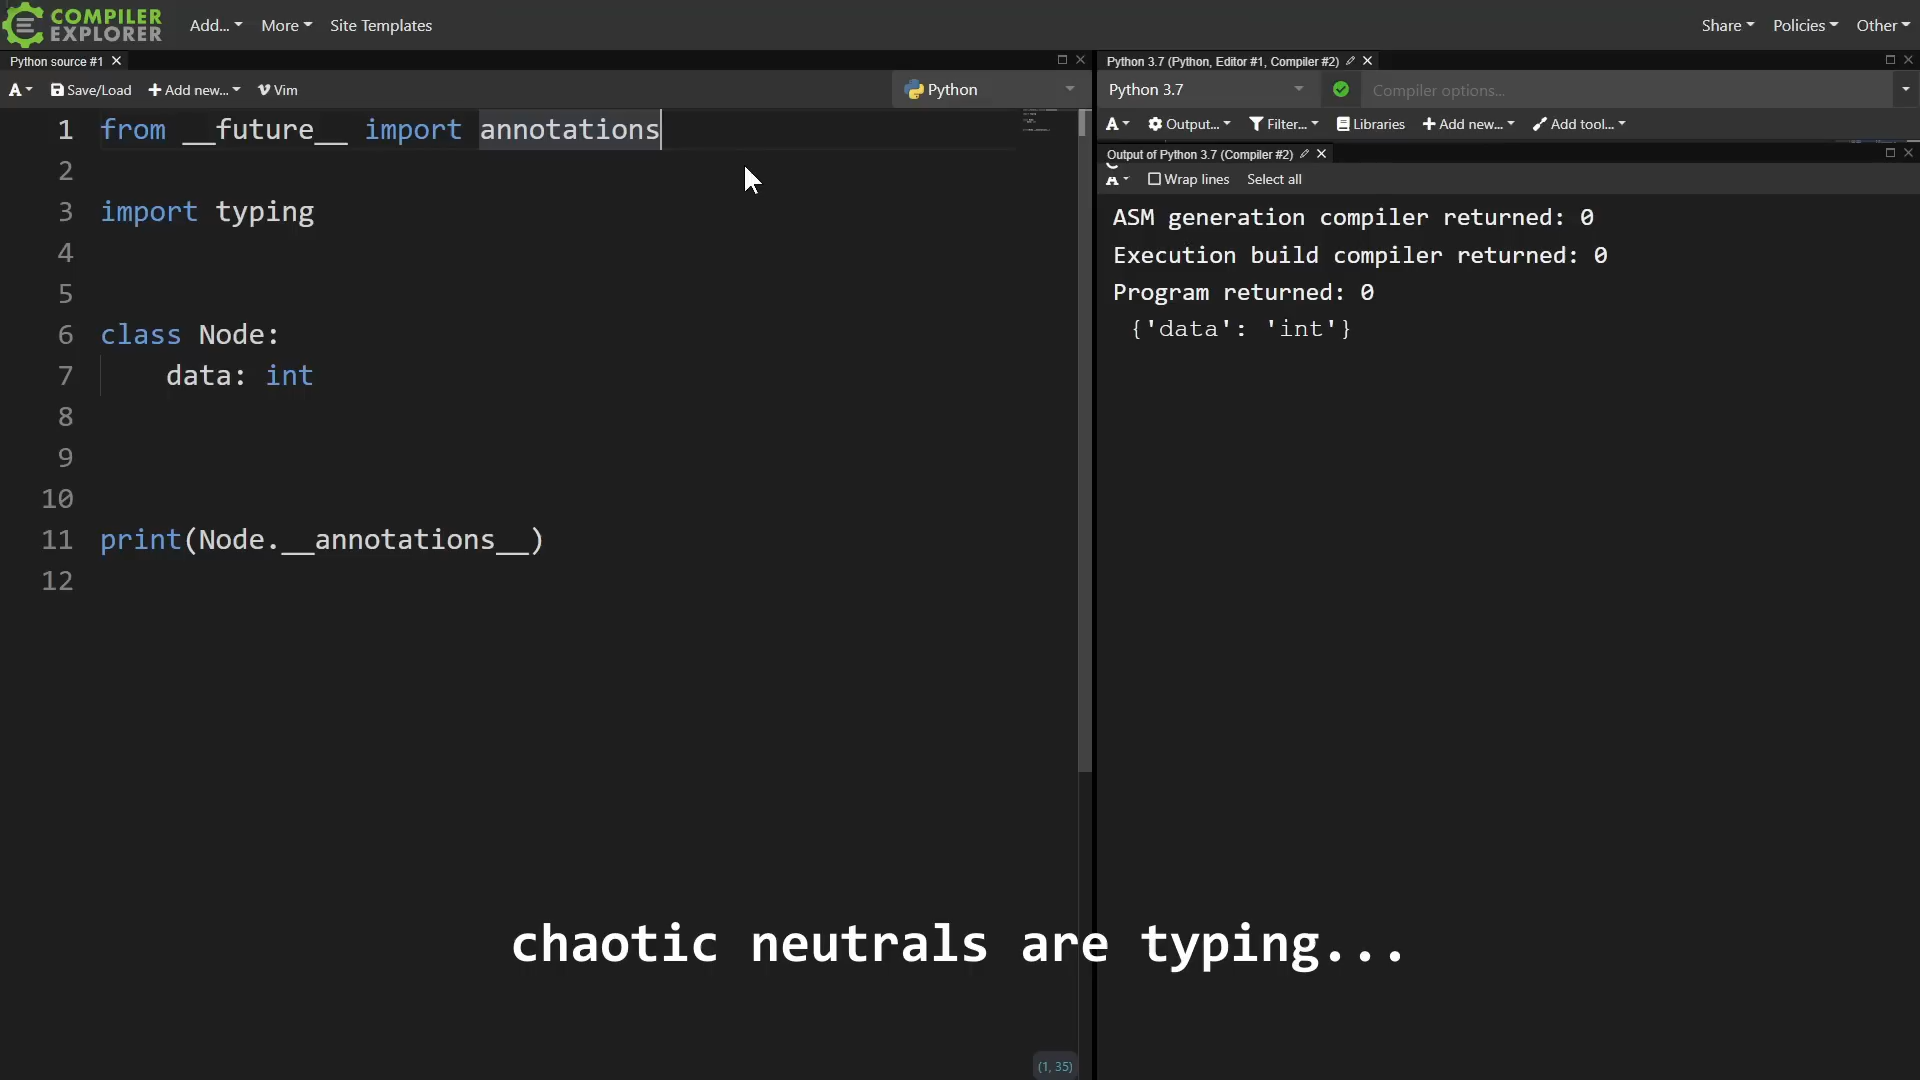 COMPILER
EXPLORER
Add... More Site Templates
Share Policies Other
Python source #1
A Save/Load Add new... Vim Python
1 from __future__ import annotations
2
3 import typing
4
5
6 class Node:
7     data: int
8
9
10
11 print(Node.__annotations__)
12
(1, 35)
Python 3.7 (Python, Editor #1, Compiler #2)
Python 3.7 Compiler options...
A Output... Filter... Libraries Add new... Add tool...
Output of Python 3.7 (Compiler #2)
A Wrap lines Select all
ASM generation compiler returned: 0
Execution build compiler returned: 0
Program returned: 0
{'data': 'int'}
chaotic neutrals are typing...